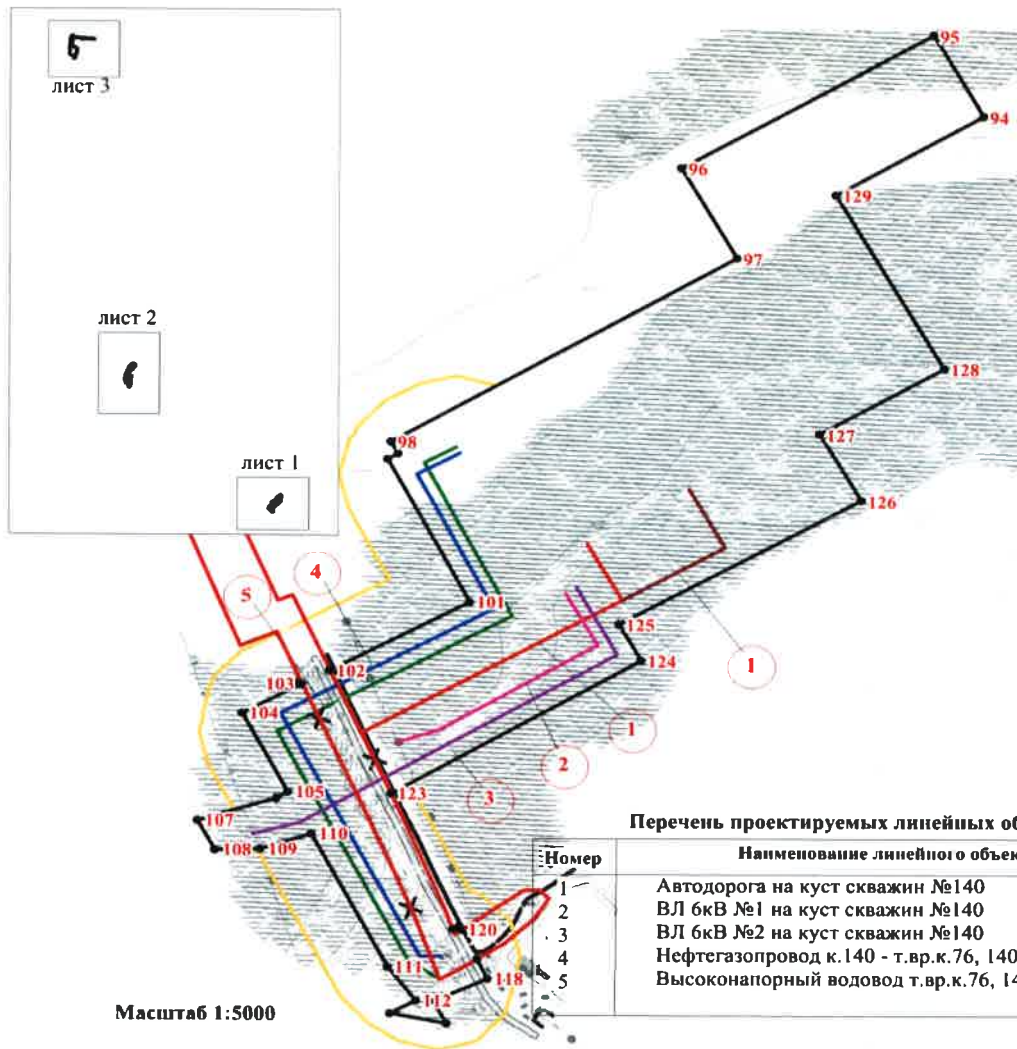 лист 3
лист 2
лист 1
95
94
96
129
97
128
98
127
126
4
5
101
125
102
124
1
103
104
1
2
3
105
123
107
110
108
109
Перечень проектируемых линейных об
Номер
Наименование линейного объек
1 Автодорога на куст скважин №140
2 ВЛ 6кВ №1 на куст скважин №140
3 ВЛ 6кВ №2 на куст скважин №140
4 Нефтегазопровод к.140 - т.вр.к.76, 140
5 Высоконапорный водовод т.вр.к.76, 14
120
111
118
112
Масштаб 1:5000